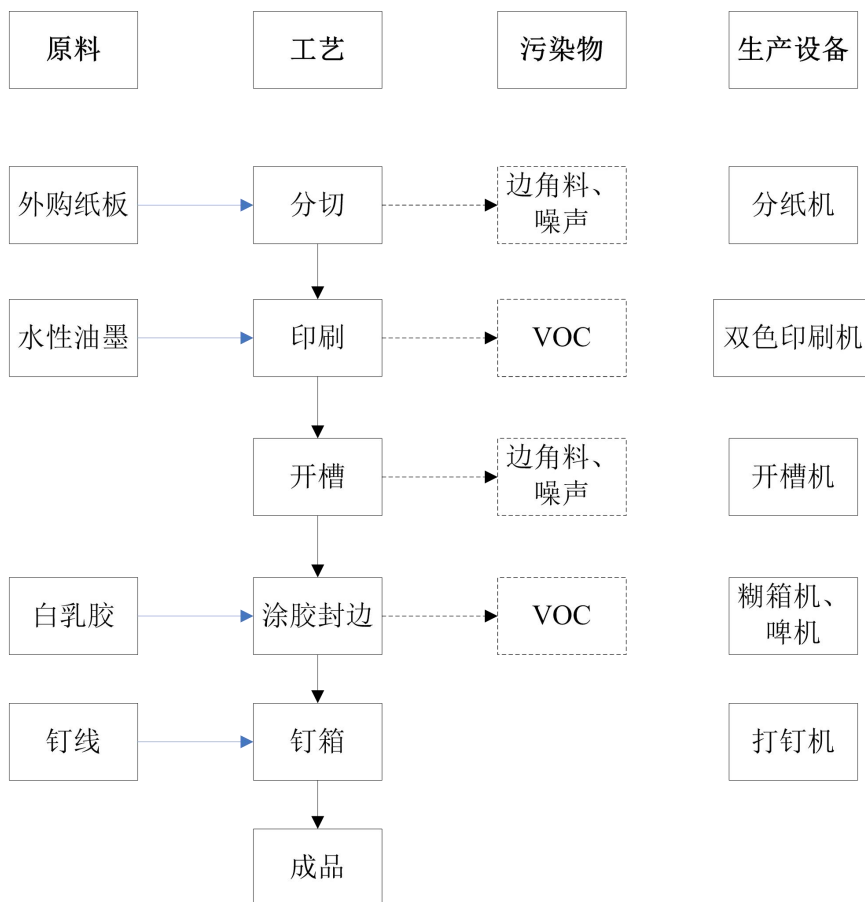 原料
工艺
污染物
生产设备
外购纸板
分切
边角料、
噪声
分纸机
水性油墨
印刷
VOC
双色印刷机
开槽
边角料、
噪声
开槽机
白乳胶
涂胶封边
VOC
糊箱机、
啤机
钉线
钉箱
打钉机
成品